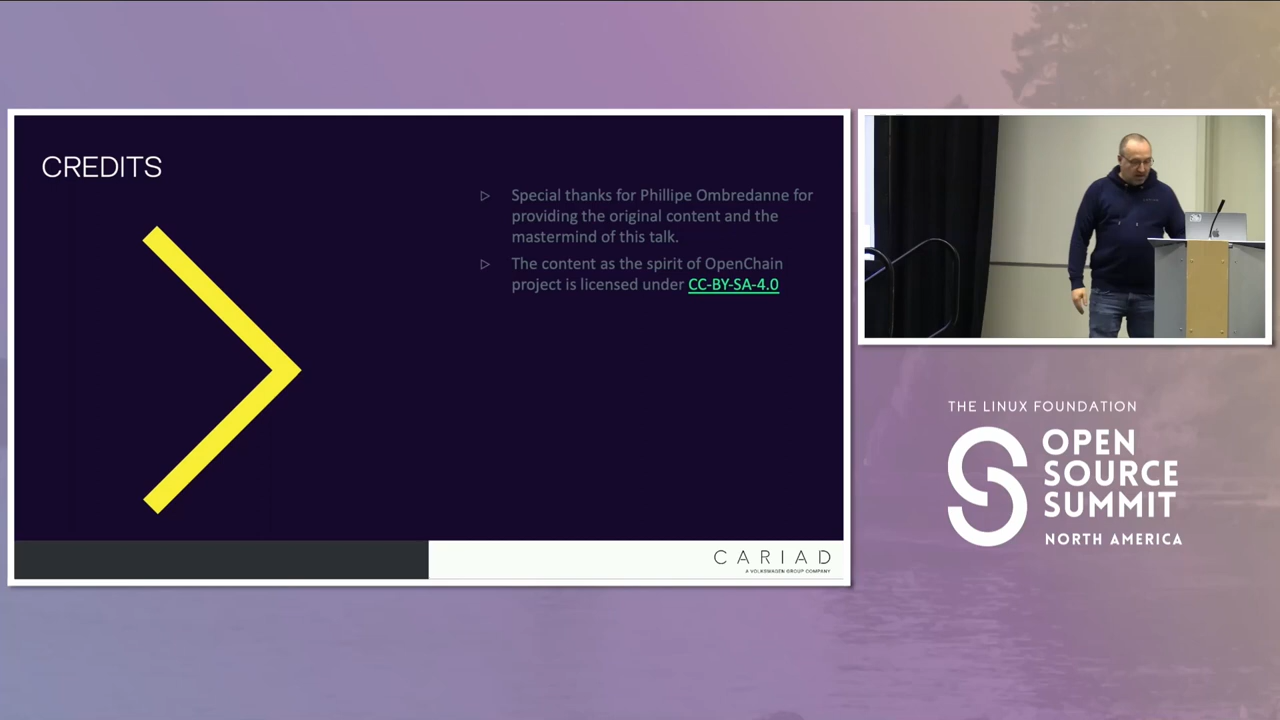 CREDITS
Special thanks for Phillipe Ombredanne for
providing the original content and the
mastermind of this talk.
The content as the spirit of OpenChain
project is licensed under CC-BY-SA-4.0
CARIAD
A VOLKSWAGEN GROUP COMPANY
THE LINUX FOUNDATION
OPEN
SOURCE
SUMMIT
NORTH AMERICA